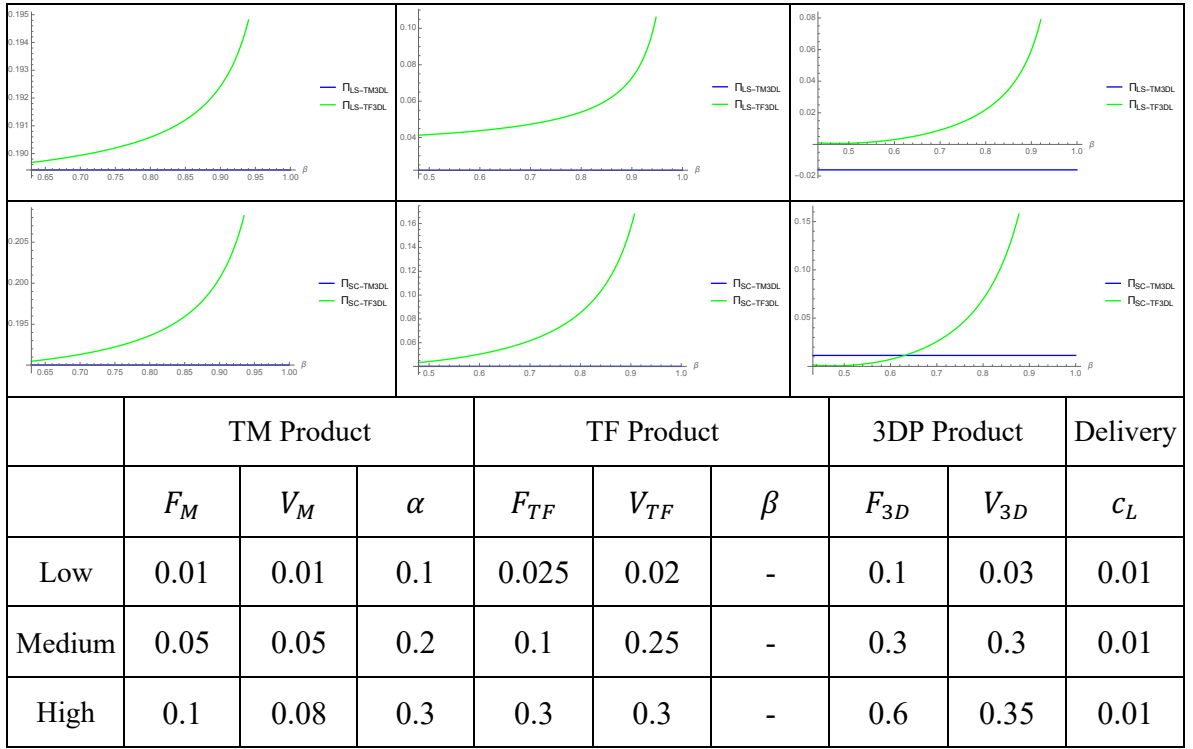 0.195
0.194
0.193
0.192
0.191
0.190
0.65 0.70 0.75 0.80 0.85 0.90 0.95 1.00 β
Π_LS-TM3DL
Π_LS-TF3DL
0.10
0.08
0.06
0.04
0.5 0.6 0.7 0.8 0.9 1.0 β
Π_LS-TM3DL
Π_LS-TF3DL
0.08
0.06
0.04
0.02
-0.02
0.5 0.6 0.7 0.8 0.9 1.0 β
Π_LS-TM3DL
Π_LS-TF3DL
0.205
0.200
0.195
0.65 0.70 0.75 0.80 0.85 0.90 0.95 1.00 β
Π_SC-TM3DL
Π_SC-TF3DL
0.16
0.14
0.12
0.10
0.08
0.06
0.5 0.6 0.7 0.8 0.9 1.0 β
Π_SC-TM3DL
Π_SC-TF3DL
0.15
0.10
0.05
0.5 0.6 0.7 0.8 0.9 1.0 β
Π_SC-TM3DL
Π_SC-TF3DL
TM Product TF Product 3DP Product Delivery
F_M V_M α F_TF V_TF β F_3D V_3D c_L
Low 0.01 0.01 0.1 0.025 0.02 - 0.1 0.03 0.01
Medium 0.05 0.05 0.2 0.1 0.25 - 0.3 0.3 0.01
High 0.1 0.08 0.3 0.3 0.3 - 0.6 0.35 0.01